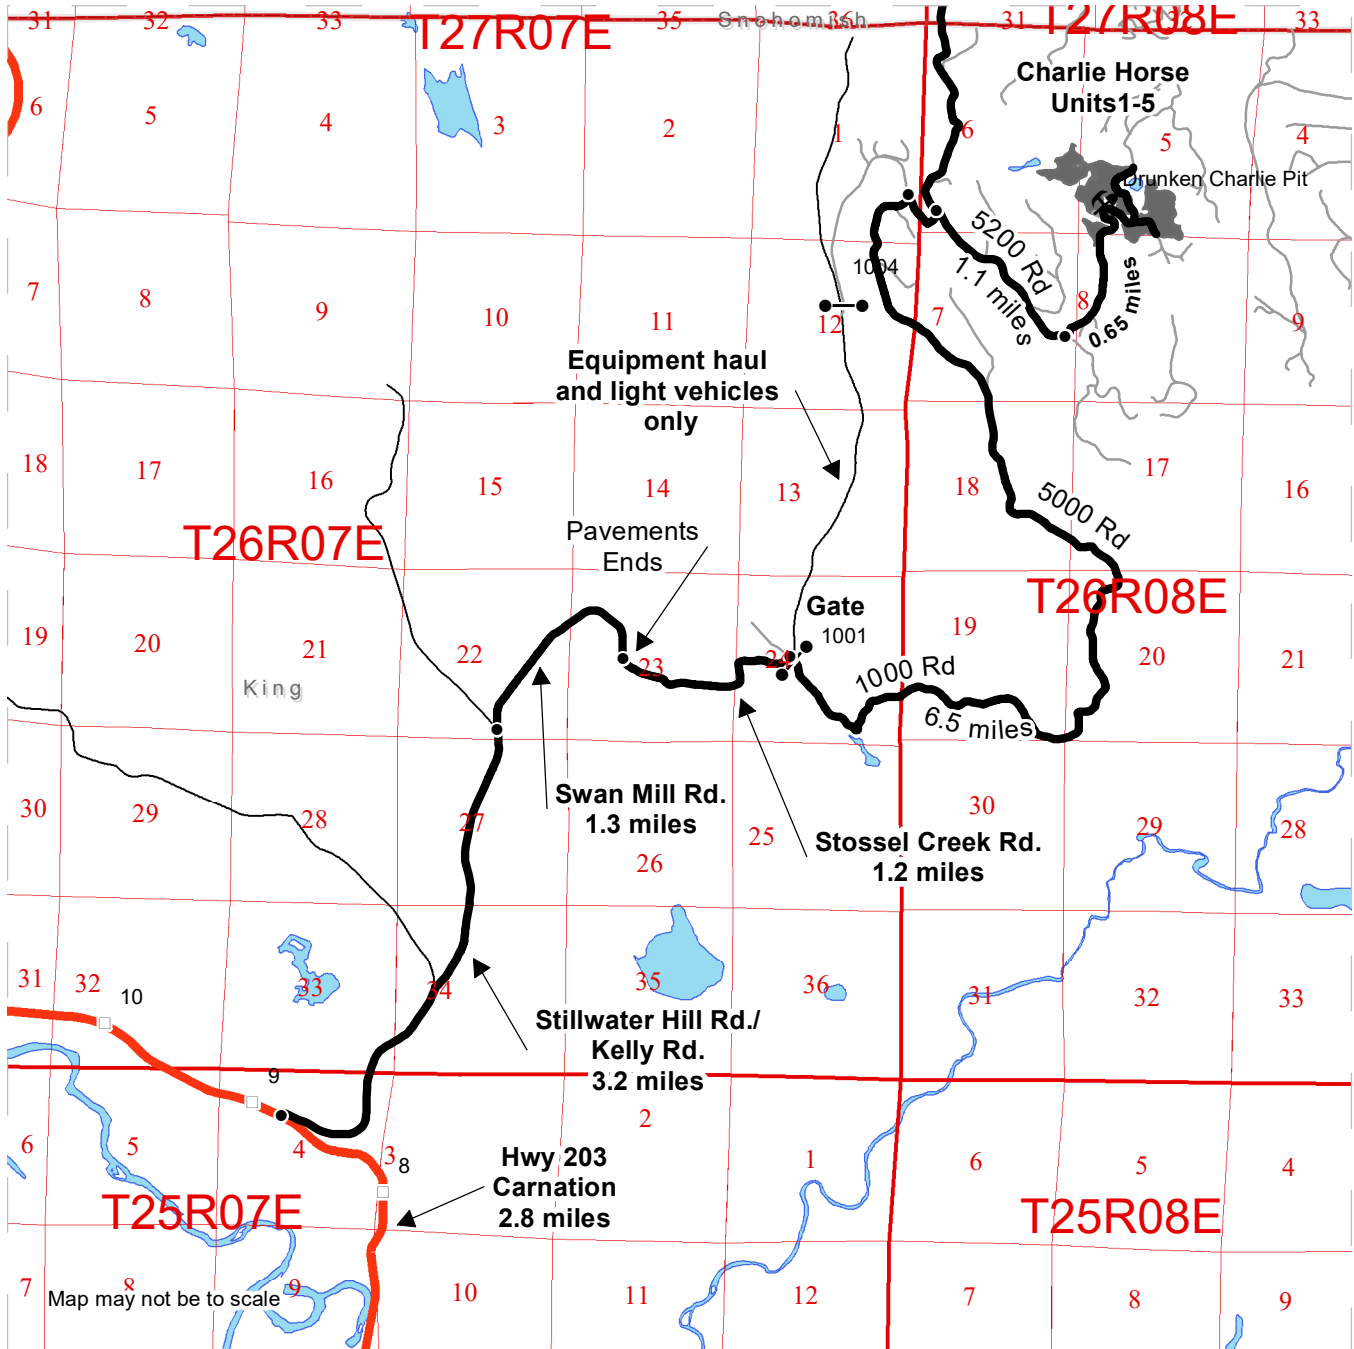 31
32
33
T27R07E
35
Snohomish
36
31
T27R08E
32
33
Charlie Horse
Units1-5
6
5
4
3
2
1
6
5
4
Drunken Charlie Pit
5200 Rd
1.1 miles
0.65 miles
1004
7
8
9
10
11
12
7
8
9
Equipment haul
and light vehicles
only
18
17
16
15
14
13
18
17
16
5000 Rd
Pavements
Ends
T26R07E
T26R08E
Gate
1001
19
20
21
22
23
24
19
20
21
King
1000 Rd
6.5 miles
Swan Mill Rd.
1.3 miles
Stossel Creek Rd.
1.2 miles
30
29
28
27
26
25
30
29
28
31
32
33
34
35
36
31
32
33
10
Stillwater Hill Rd./
Kelly Rd.
3.2 miles
9
6
5
4
3
2
1
6
5
4
8
Hwy 203
Carnation
2.8 miles
T25R07E
T25R08E
7
8
9
10
11
12
7
8
9
Map may not be to scale